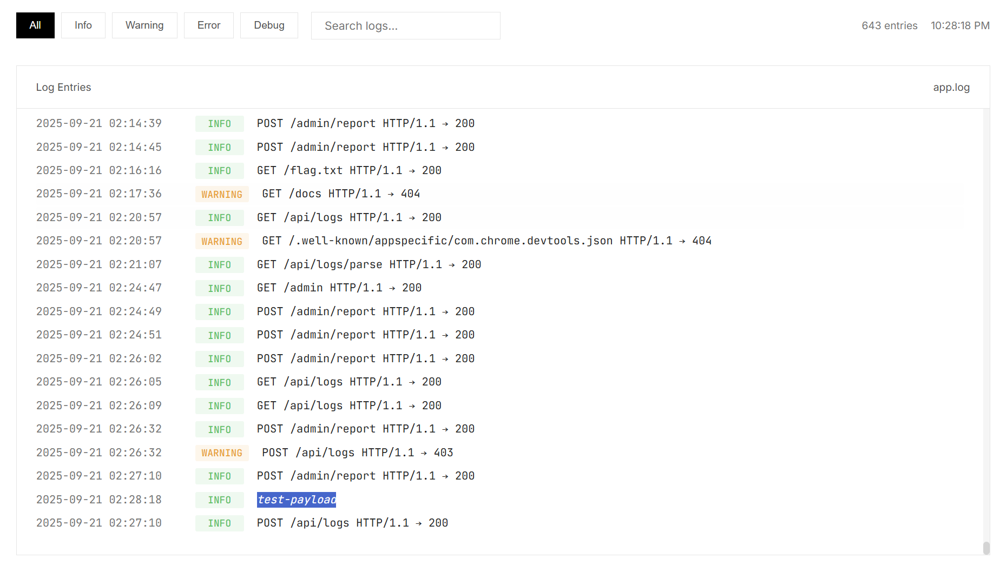 All Info Warning Error Debug Search logs... 643 entries 10:28:18 PM
Log Entries app.log
2025-09-21 02:14:39 INFO POST /admin/report HTTP/1.1 → 200
2025-09-21 02:14:45 INFO POST /admin/report HTTP/1.1 → 200
2025-09-21 02:16:16 INFO GET /flag.txt HTTP/1.1 → 200
2025-09-21 02:17:36 WARNING GET /docs HTTP/1.1 → 404
2025-09-21 02:20:57 INFO GET /api/logs HTTP/1.1 → 200
2025-09-21 02:20:57 WARNING GET /.well-known/appspecific/com.chrome.devtools.json HTTP/1.1 → 404
2025-09-21 02:21:07 INFO GET /api/logs/parse HTTP/1.1 → 200
2025-09-21 02:24:47 INFO GET /admin HTTP/1.1 → 200
2025-09-21 02:24:49 INFO POST /admin/report HTTP/1.1 → 200
2025-09-21 02:24:51 INFO POST /admin/report HTTP/1.1 → 200
2025-09-21 02:26:02 INFO POST /admin/report HTTP/1.1 → 200
2025-09-21 02:26:05 INFO GET /api/logs HTTP/1.1 → 200
2025-09-21 02:26:09 INFO GET /api/logs HTTP/1.1 → 200
2025-09-21 02:26:32 INFO POST /admin/report HTTP/1.1 → 200
2025-09-21 02:26:32 WARNING POST /api/logs HTTP/1.1 → 403
2025-09-21 02:27:10 INFO POST /admin/report HTTP/1.1 → 200
2025-09-21 02:28:18 INFO test-payload
2025-09-21 02:27:10 INFO POST /api/logs HTTP/1.1 → 200